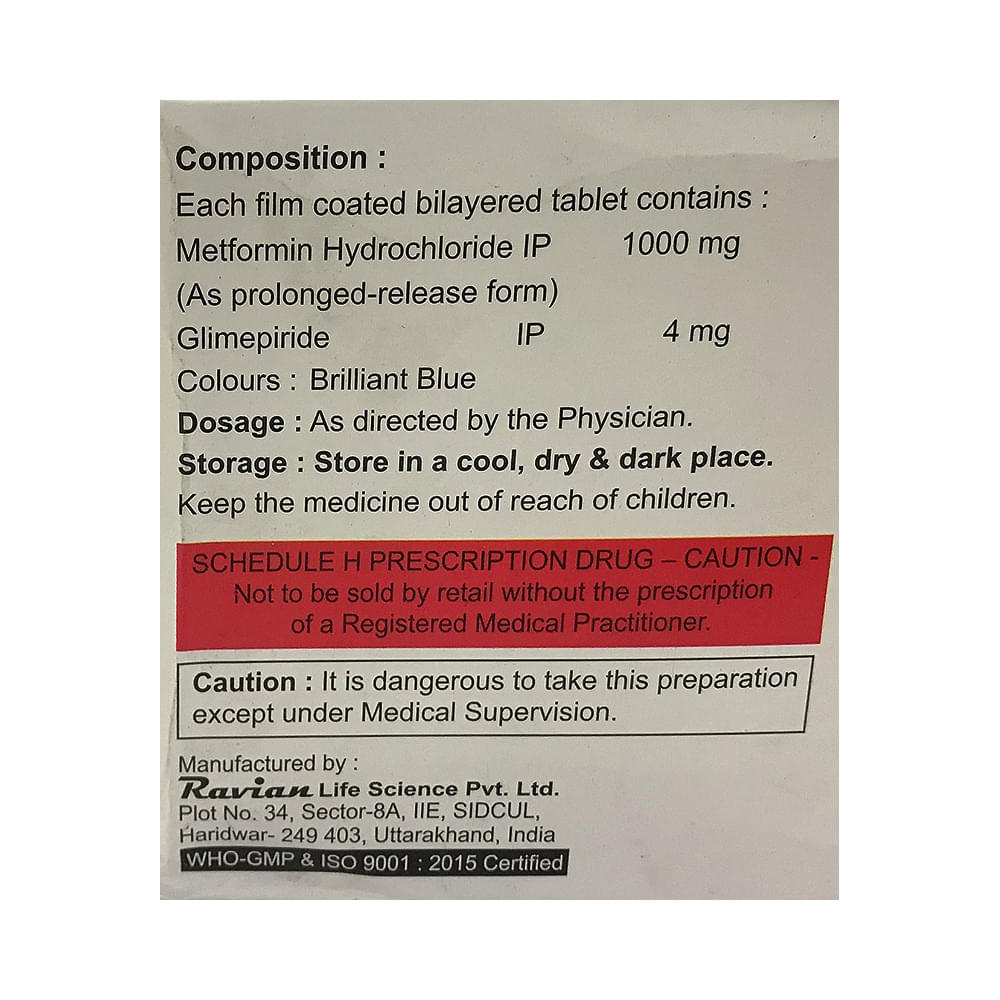 Composition :
Each film coated bilayered tablet contains :
Metformin Hydrochloride IP 1000 mg
(As prolonged-release form)
Glimepiride IP 4 mg
Colours : Brilliant Blue
Dosage : As directed by the Physician.
Storage : Store in a cool, dry & dark place.
Keep the medicine out of reach of children.
SCHEDULE H PRESCRIPTION DRUG – CAUTION -
Not to be sold by retail without the prescription
of a Registered Medical Practitioner.
Caution : It is dangerous to take this preparation
except under Medical Supervision.
Manufactured by :
Ravian Life Science Pvt. Ltd.
Plot No. 34, Sector-8A, IIE, SIDCUL,
Haridwar- 249 403, Uttarakhand, India
WHO-GMP & ISO 9001 : 2015 Certified